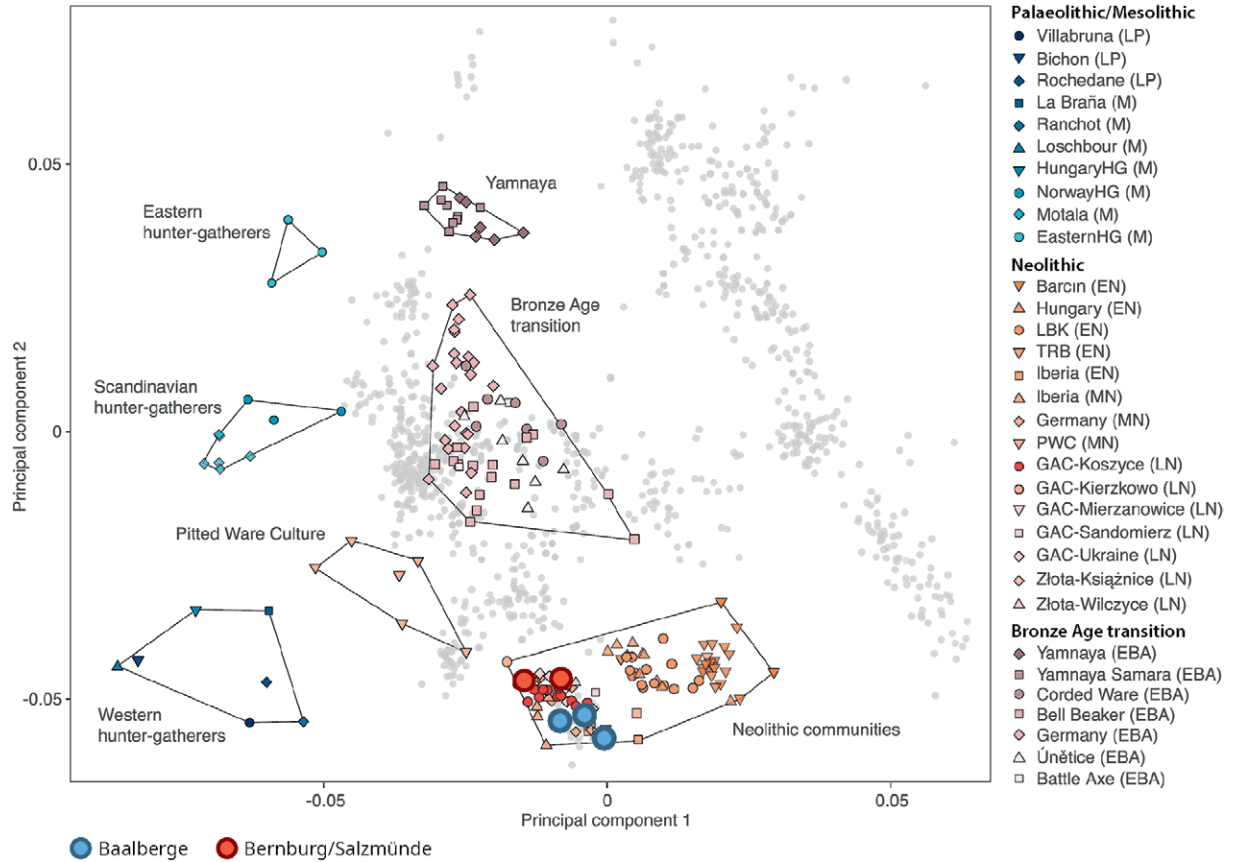 Palaeolithic/Mesolithic
Villabruna (LP)
Bichon (LP)
Rochedane (LP)
La Braña (M)
Ranchot (M)
Loschbour (M)
HungaryHG (M)
NorwayHG (M)
Motala (M)
EasternHG (M)
Neolithic
Barcın (EN)
Hungary (EN)
LBK (EN)
TRB (EN)
Iberia (EN)
Iberia (MN)
Germany (MN)
PWC (MN)
GAC-Koszyce (LN)
GAC-Kierzkowo (LN)
GAC-Mierzanowice (LN)
GAC-Sandomierz (LN)
GAC-Ukraine (LN)
Złota-Książnice (LN)
Złota-Wilczyce (LN)
Bronze Age transition
Yamnaya (EBA)
Yamnaya Samara (EBA)
Corded Ware (EBA)
Bell Beaker (EBA)
Germany (EBA)
Únětice (EBA)
Battle Axe (EBA)
Yamnaya
Eastern
hunter-gatherers
Bronze Age
transition
Scandinavian
hunter-gatherers
Pitted Ware Culture
Western
hunter-gatherers
Neolithic communities
Principal component 2
0.05
0
-0.05
-0.05
0
0.05
Principal component 1
Baalberge
Bernburg/Salzmünde